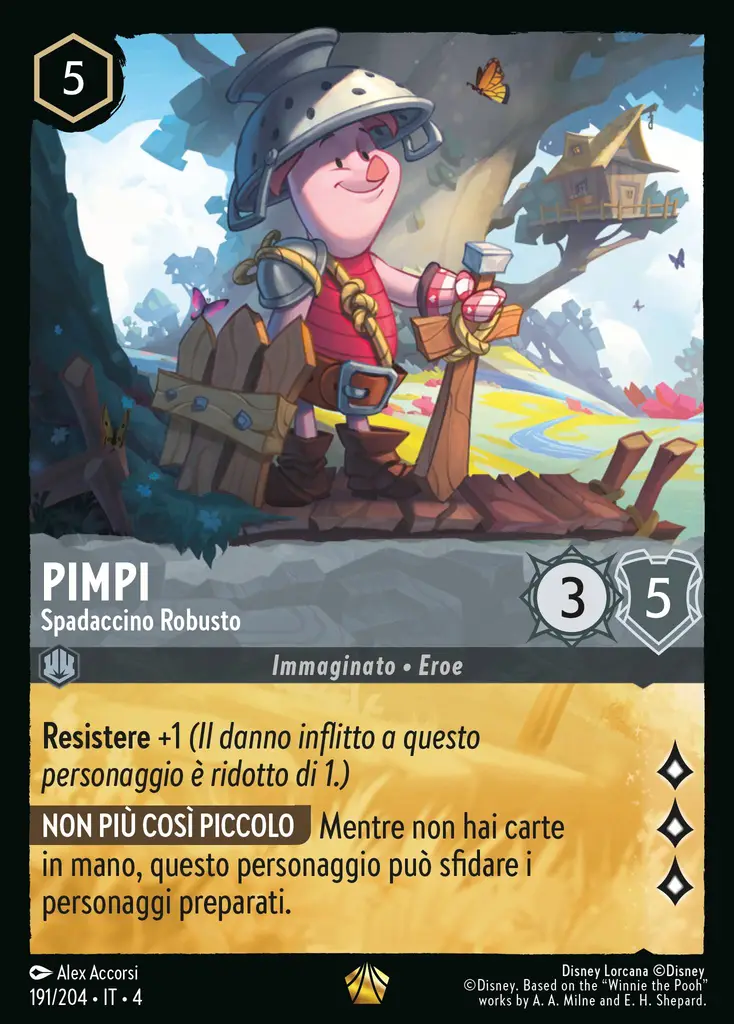 5
PIMPI
Spadaccino Robusto
3
5
Immaginato • Eroe
Resistere +1 (Il danno inflitto a questo
personaggio è ridotto di 1.)
NON PIÙ COSÌ PICCOLO Mentre non hai carte
in mano, questo personaggio può sfidare i
personaggi preparati.
Alex Accorsi
191/204 • IT • 4
Disney Lorcana ©Disney
©Disney. Based on the “Winnie the Pooh”
works by A. A. Milne and E. H. Shepard.